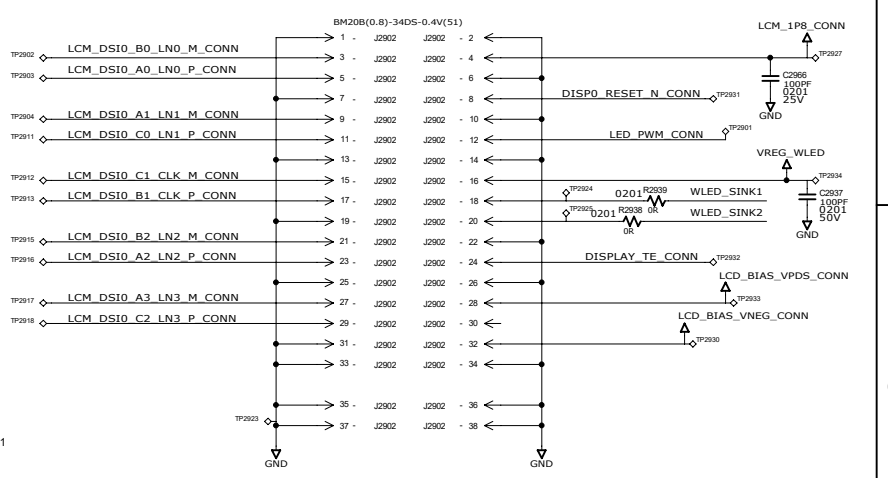 BM20B(0.8)-34DS-0.4V(51)
LCM_1P8_CONN
1 - J2902 J2902 - 2
TP2902 LCM_DSI0_B0_LN0_M_CONN 3 - J2902 J2902 - 4 TP2927
TP2903 LCM_DSI0_A0_LN0_P_CONN 5 - J2902 J2902 - 6
C2966
100PF
0201
25V
GND
7 - J2902 J2902 - 8 DISP0_RESET_N_CONN TP2931
TP2904 LCM_DSI0_A1_LN1_M_CONN 9 - J2902 J2902 - 10
TP2911 LCM_DSI0_C0_LN1_P_CONN 11 - J2902 J2902 - 12 LED_PWM_CONN TP2901
13 - J2902 J2902 - 14
VREG_WLED
TP2912 LCM_DSI0_C1_CLK_M_CONN 15 - J2902 J2902 - 16 TP2934
TP2913 LCM_DSI0_B1_CLK_P_CONN 17 - J2902 J2902 - 18 TP2924 0201 R2939 0R WLED_SINK1
C2937
100PF
0201
50V
GND
19 - J2902 J2902 - 20 TP2925 0201 R2938 0R WLED_SINK2
TP2915 LCM_DSI0_B2_LN2_M_CONN 21 - J2902 J2902 - 22
TP2916 LCM_DSI0_A2_LN2_P_CONN 23 - J2902 J2902 - 24 DISPLAY_TE_CONN TP2932
25 - J2902 J2902 - 26
LCD_BIAS_VPDS_CONN
TP2917 LCM_DSI0_A3_LN3_M_CONN 27 - J2902 J2902 - 28 TP2933
LCD_BIAS_VNEG_CONN
TP2918 LCM_DSI0_C2_LN3_P_CONN 29 - J2902 J2902 - 30
31 - J2902 J2902 - 32 TP2930
33 - J2902 J2902 - 34
35 - J2902 J2902 - 36
TP2923 37 - J2902 J2902 - 38
1
GND GND